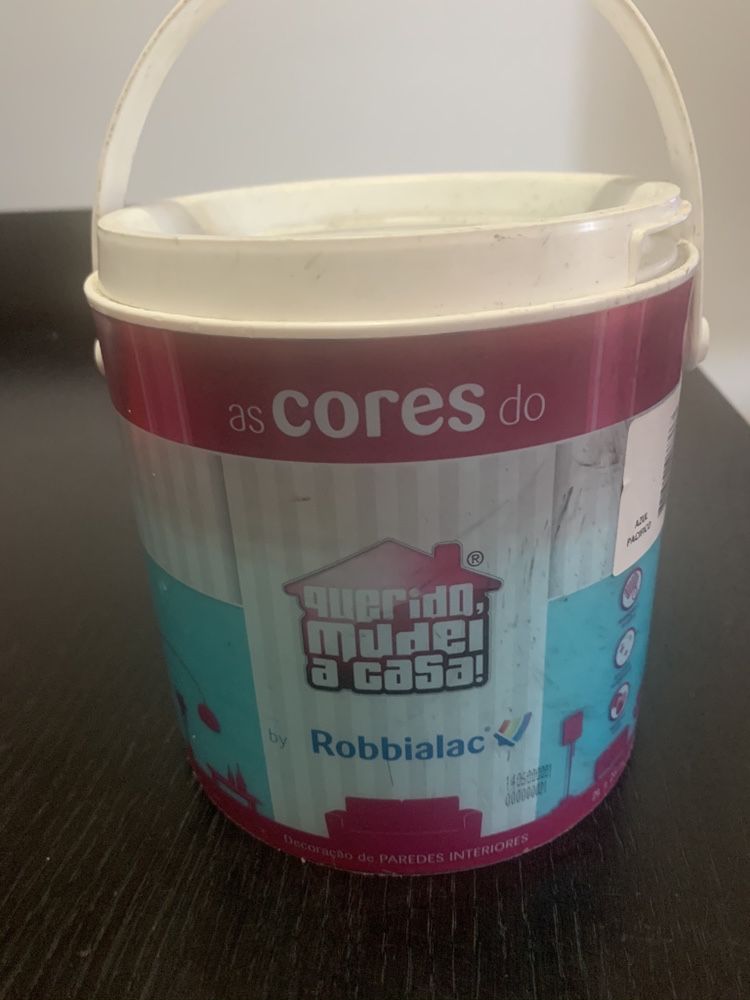 as cores do
AZUL
PACÍFICO
®
querido,
mudei
a casa!
by Robbialac
Decoração de PAREDES INTERIORES